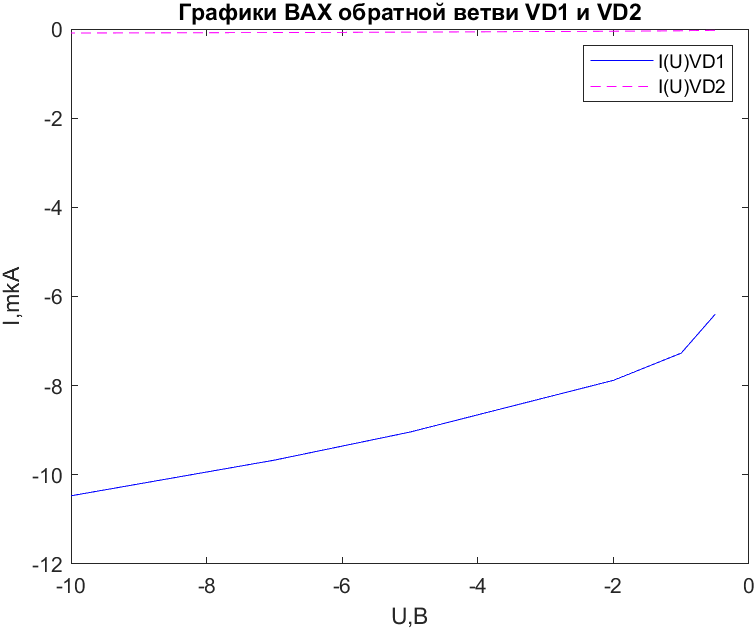 Графики ВАХ обратной ветви VD1 и VD2
I(U)VD1
I(U)VD2
0
-2
-4
-6
-8
-10
-12
I,mkA
-10 -8 -6 -4 -2 0
U,B